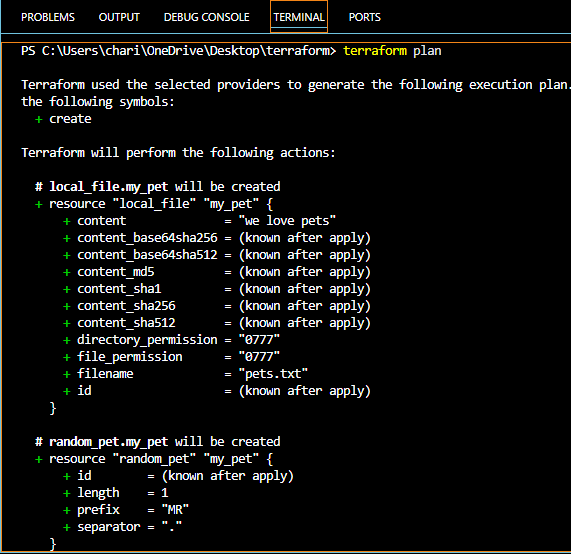 PROBLEMS OUTPUT DEBUG CONSOLE TERMINAL PORTS
PS C:\Users\chari\OneDrive\Desktop\terraform> terraform plan
Terraform used the selected providers to generate the following execution plan.
the following symbols:
+ create
Terraform will perform the following actions:
# local_file.my_pet will be created
+ resource "local_file" "my_pet" {
+ content = "we love pets"
+ content_base64sha256 = (known after apply)
+ content_base64sha512 = (known after apply)
+ content_md5 = (known after apply)
+ content_sha1 = (known after apply)
+ content_sha256 = (known after apply)
+ content_sha512 = (known after apply)
+ directory_permission = "0777"
+ file_permission = "0777"
+ filename = "pets.txt"
+ id = (known after apply)
}
# random_pet.my_pet will be created
+ resource "random_pet" "my_pet" {
+ id = (known after apply)
+ length = 1
+ prefix = "MR"
+ separator = "."
}